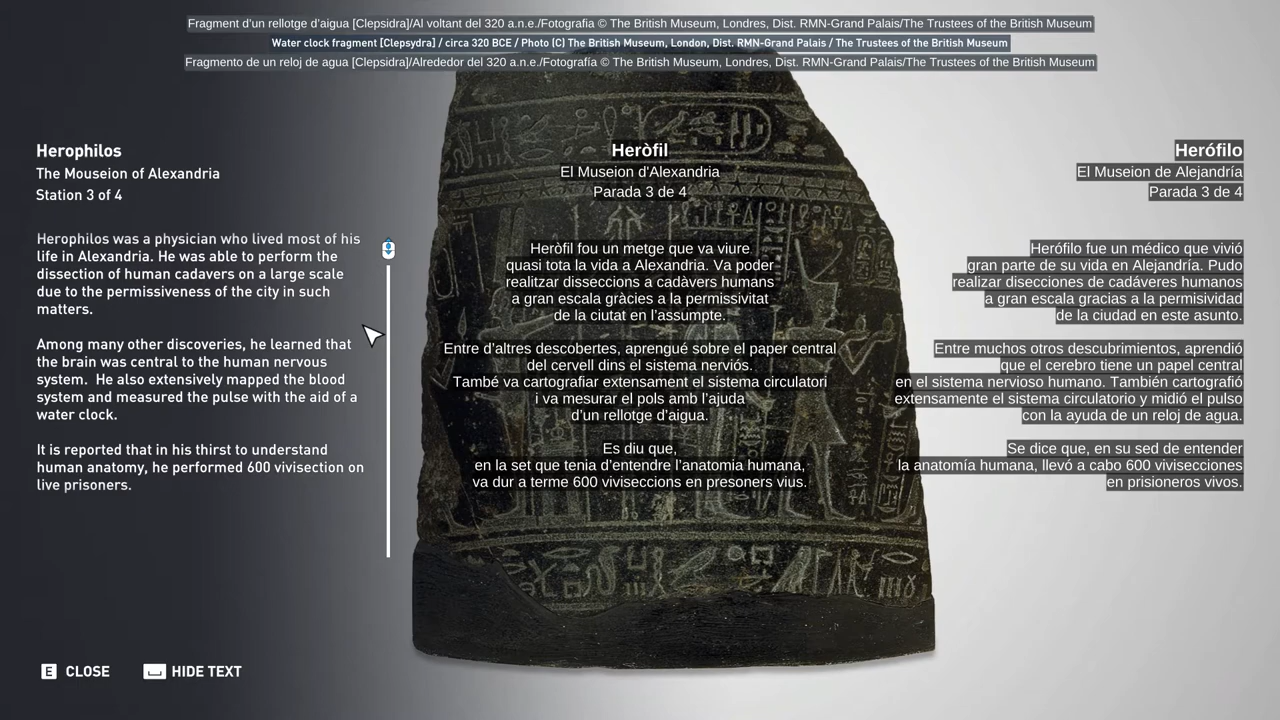 Fragment d’un rellotge d’aigua [Clepsidra]/Al voltant del 320 a.n.e./Fotografia © The British Museum, Londres, Dist. RMN-Grand Palais/The Trustees of the British Museum
Water clock fragment [Clepsydra] / circa 320 BCE / Photo (C) The British Museum, London, Dist. RMN-Grand Palais / The Trustees of the British Museum
Fragmento de un reloj de agua [Clepsidra]/Alrededor del 320 a.n.e./Fotografía © The British Museum, Londres, Dist. RMN-Grand Palais/The Trustees of the British Museum
Herophilos
The Mouseion of Alexandria
Station 3 of 4
Herophilos was a physician who lived most of his
life in Alexandria. He was able to perform the
dissection of human cadavers on a large scale
due to the permissiveness of the city in such
matters.
Among many other discoveries, he learned that
the brain was central to the human nervous
system.  He also extensively mapped the blood
system and measured the pulse with the aid of a
water clock.
It is reported that in his thirst to understand
human anatomy, he performed 600 vivisection on
live prisoners.
Heròfil
El Museion d'Alexandria
Parada 3 de 4
Heròfil fou un metge que va viure
quasi tota la vida a Alexandria. Va poder
realitzar disseccions a cadàvers humans
a gran escala gràcies a la permissivitat
de la ciutat en l’assumpte.
Entre d’altres descobertes, aprengué sobre el paper central
del cervell dins el sistema nerviós.
També va cartografiar extensament el sistema circulatori
i va mesurar el pols amb l’ajuda
d’un rellotge d’aigua.
Es diu que,
en la set que tenia d’entendre l’anatomia humana,
va dur a terme 600 viviseccions en presoners vius.
Herófilo
El Museion de Alejandría
Parada 3 de 4
Herófilo fue un médico que vivió
gran parte de su vida en Alejandría. Pudo
realizar disecciones de cadáveres humanos
a gran escala gracias a la permisividad
de la ciudad en este asunto.
Entre muchos otros descubrimientos, aprendió
que el cerebro tiene un papel central
en el sistema nervioso humano. También cartografió
extensamente el sistema circulatorio y midió el pulso
con la ayuda de un reloj de agua.
Se dice que, en su sed de entender
la anatomía humana, llevó a cabo 600 vivisecciones
en prisioneros vivos.
E CLOSE
HIDE TEXT